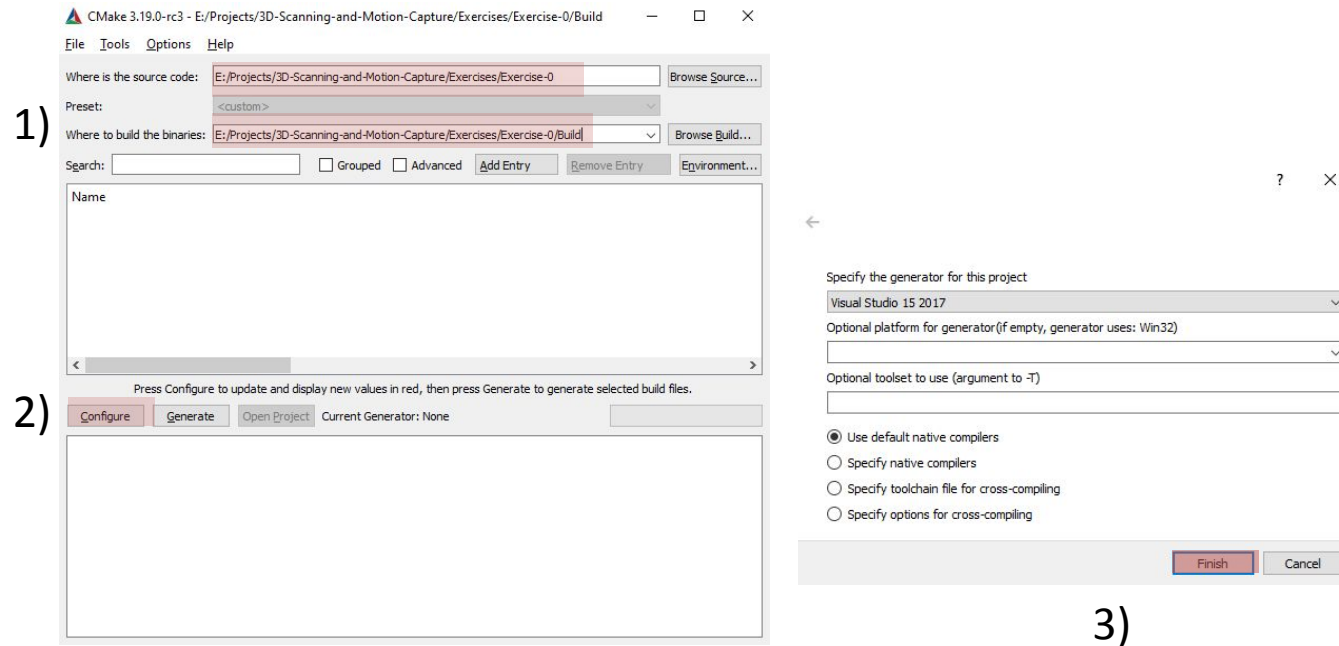 CMake 3.19.0-rc3 - E:/Projects/3D-Scanning-and-Motion-Capture/Exercises/Exercise-0/Build
File Tools Options Help
Where is the source code: E:/Projects/3D-Scanning-and-Motion-Capture/Exercises/Exercise-0 Browse Source...
Preset: <custom>
1)
Where to build the binaries: E:/Projects/3D-Scanning-and-Motion-Capture/Exercises/Exercise-0/Build Browse Build...
Search: Grouped Advanced Add Entry Remove Entry Environment...
Name
Press Configure to update and display new values in red, then press Generate to generate selected build files.
2)
Configure Generate Open Project Current Generator: None
?
Specify the generator for this project
Visual Studio 15 2017
Optional platform for generator(if empty, generator uses: Win32)
Optional toolset to use (argument to -T)
Use default native compilers
Specify native compilers
Specify toolchain file for cross-compiling
Specify options for cross-compiling
Finish Cancel
3)